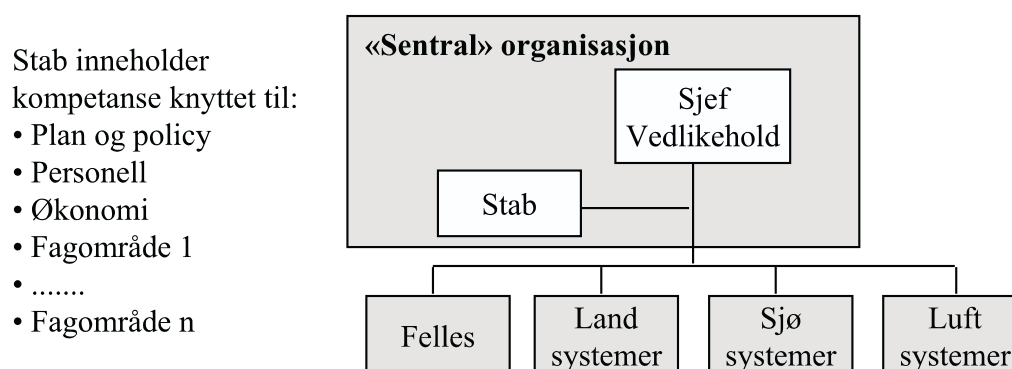 Stab inneholder
kompetanse knyttet til:
• Plan og policy
• Personell
• Økonomi
• Fagområde 1
• .......
• Fagområde n
«Sentral» organisasjon
Sjef
Vedlikehold
Stab
Felles
Land
systemer
Sjø
systemer
Luft
systemer